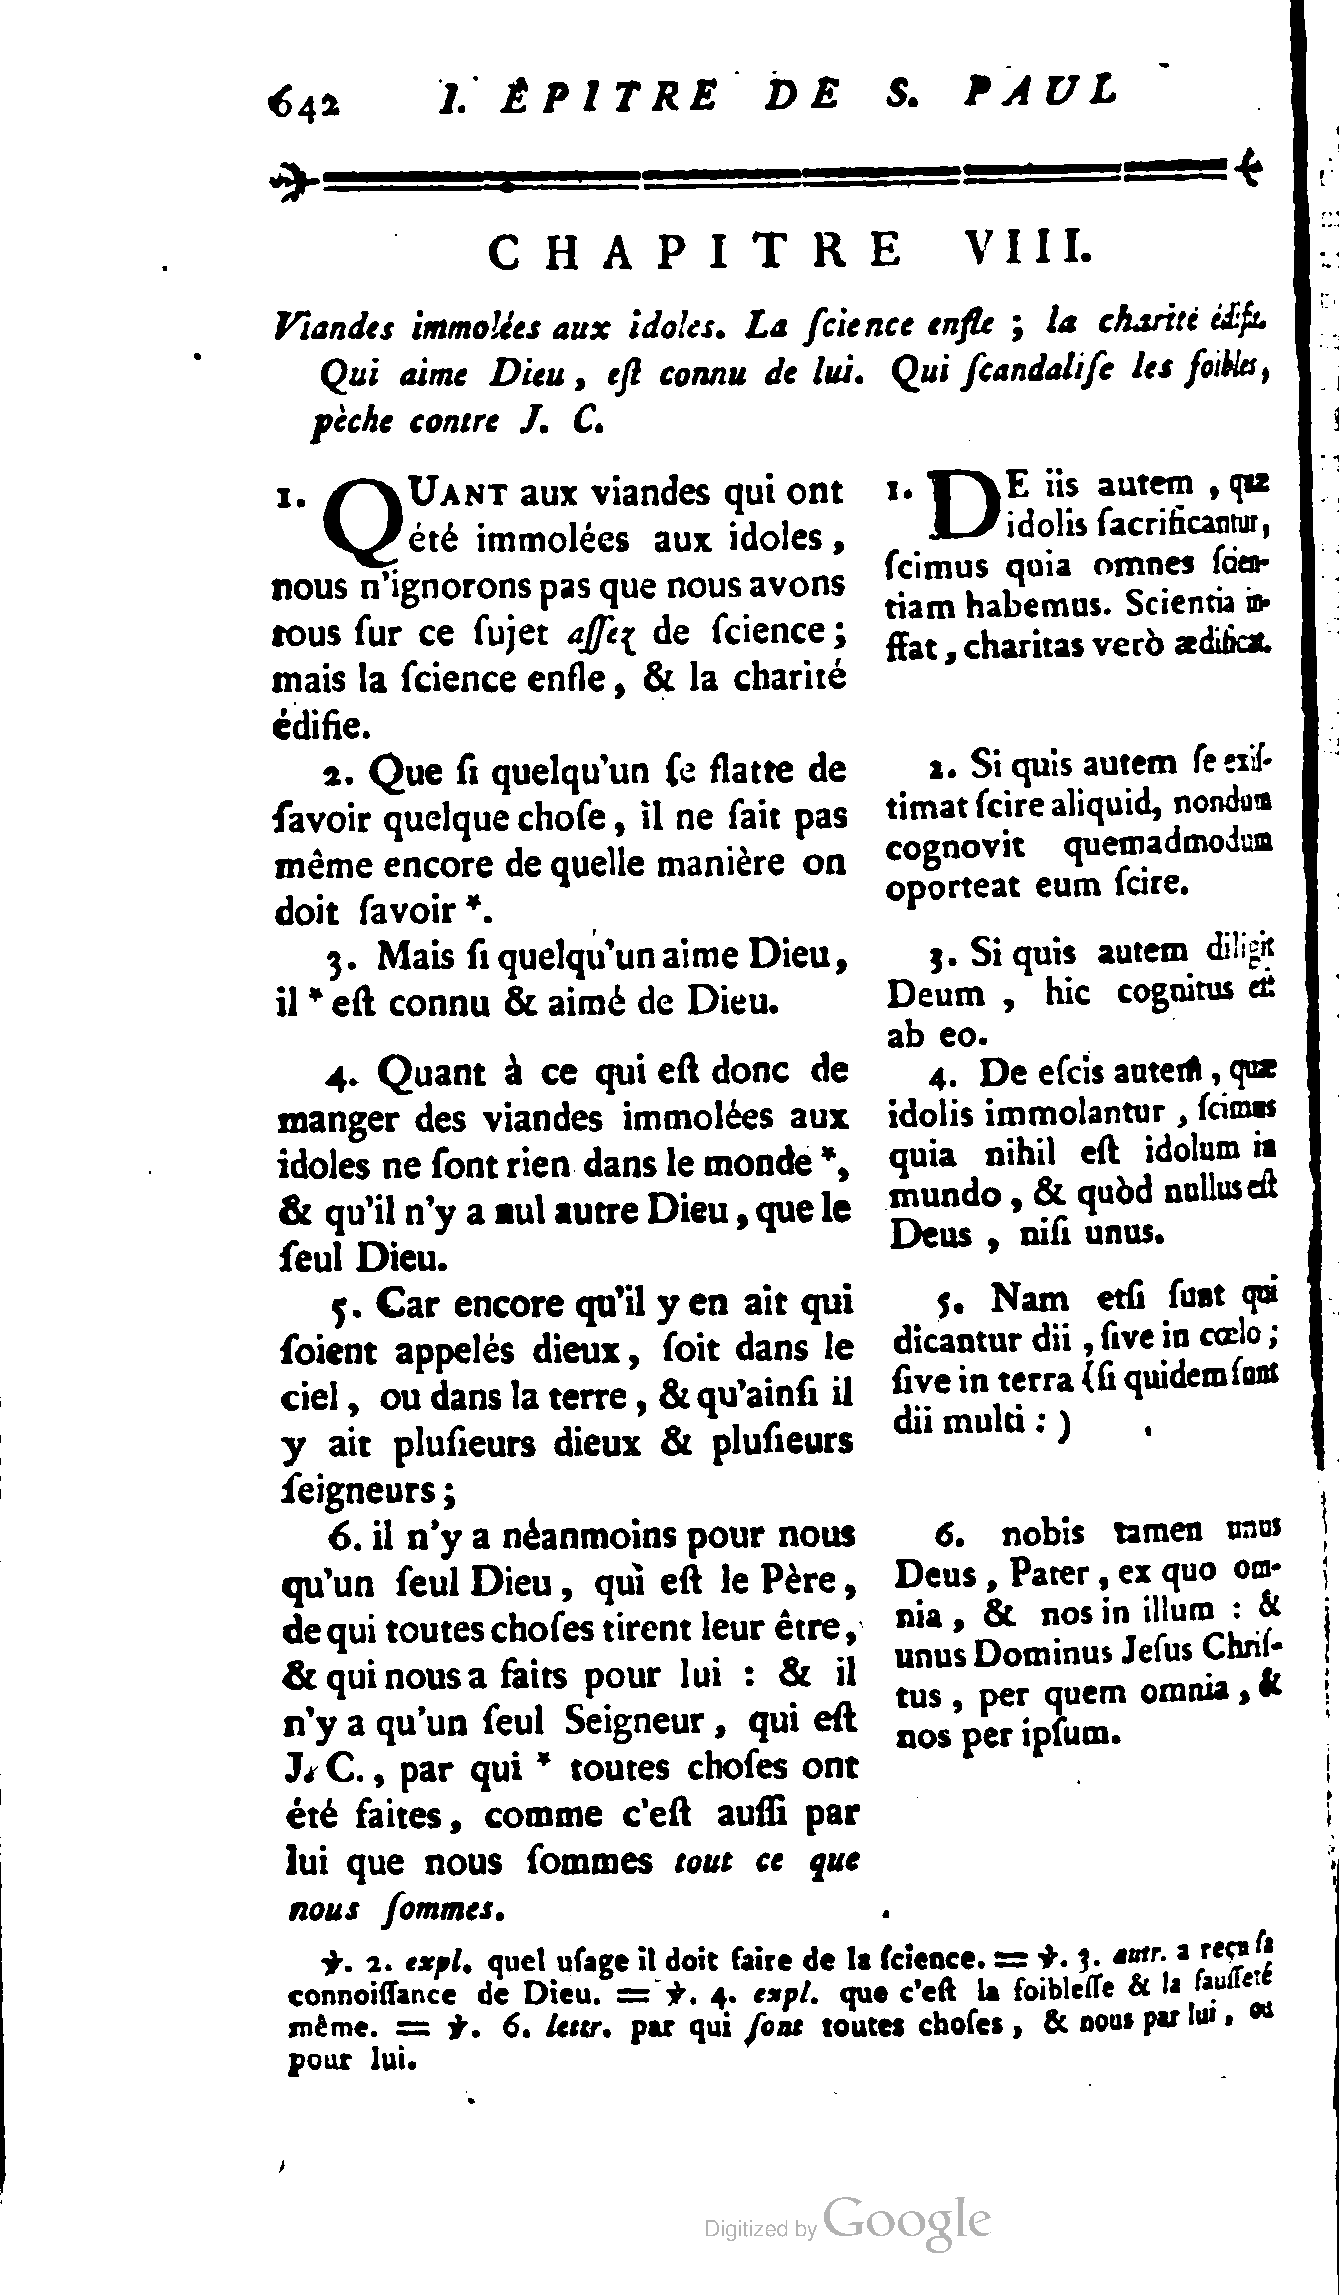 642 I. ÉPITRE DE S. PAUL
CHAPITRE VIII.
Viandes immolées aux idoles. La ſcience enfle ; la charité édifie.
Qui aime Dieu, eſt connu de lui. Qui ſcandaliſe les foibles,
pèche contre J. C.
1. QUANT aux viandes qui ont
été immolées aux idoles,
nous n'ignorons pas que nous avons
tous ſur ce ſujet aſſez de ſcience;
mais la ſcience enfle, & la charité
édifie.
2. Que ſi quelqu'un ſe flatte de
ſavoir quelque choſe, il ne ſait pas
même encore de quelle manière on
doit ſavoir *.
3. Mais ſi quelqu'un aime Dieu,
il * eſt connu & aimé de Dieu.
4. Quant à ce qui eſt donc de
manger des viandes immolées aux
idoles ne ſont rien dans le monde *,
& qu'il n'y a nul autre Dieu, que le
ſeul Dieu.
5. Car encore qu'il y en ait qui
ſoient appelés dieux, ſoit dans le
ciel, ou dans la terre, & qu'ainſi il
y ait pluſieurs dieux & pluſieurs
ſeigneurs;
6. il n'y a néanmoins pour nous
qu'un ſeul Dieu, qui eſt le Père,
de qui toutes choſes tirent leur être,
& qui nous a faits pour lui : & il
n'y a qu'un ſeul Seigneur, qui eſt
J. C., par qui * toutes choſes ont
été faites, comme c'eſt auſſi par
lui que nous ſommes tout ce que
nous ſommes.
1. DE iis autem, quæ
idolis ſacrificantur,
ſcimus quia omnes ſcien-
tiam habemus. Scientia in-
flat, charitas verò ædificat.
2. Si quis autem ſe exiſ-
timat ſcire aliquid, nondum
cognovit quemadmodum
oporteat eum ſcire.
3. Si quis autem diligit
Deum, hic cognitus eſt
ab eo.
4. De eſcis autem, quæ
idolis immolantur, ſcimus
quia nihil eſt idolum in
mundo, & quòd nullus eſt
Deus, niſi unus.
5. Nam etſi ſunt qui
dicantur dii, ſive in cœlo;
ſive in terra (ſi quidem ſunt
dii multi : )
6. nobis tamen unus
Deus, Pater, ex quo om-
nia, & nos in illum : &
unus Dominus Jeſus Chriſ-
tus, per quem omnia, &
nos per ipſum.
℣. 2. expl. quel uſage il doit faire de la ſcience. = ℣. 3. autr. a reçu ſa
connoiſſance de Dieu. = ℣. 4. expl. que c'eſt la foibleſſe & la fauſſeté
même. = ℣. 6. lettr. par qui ſont toutes choſes, & nous par lui, ou
pour lui.
Digitized by Google